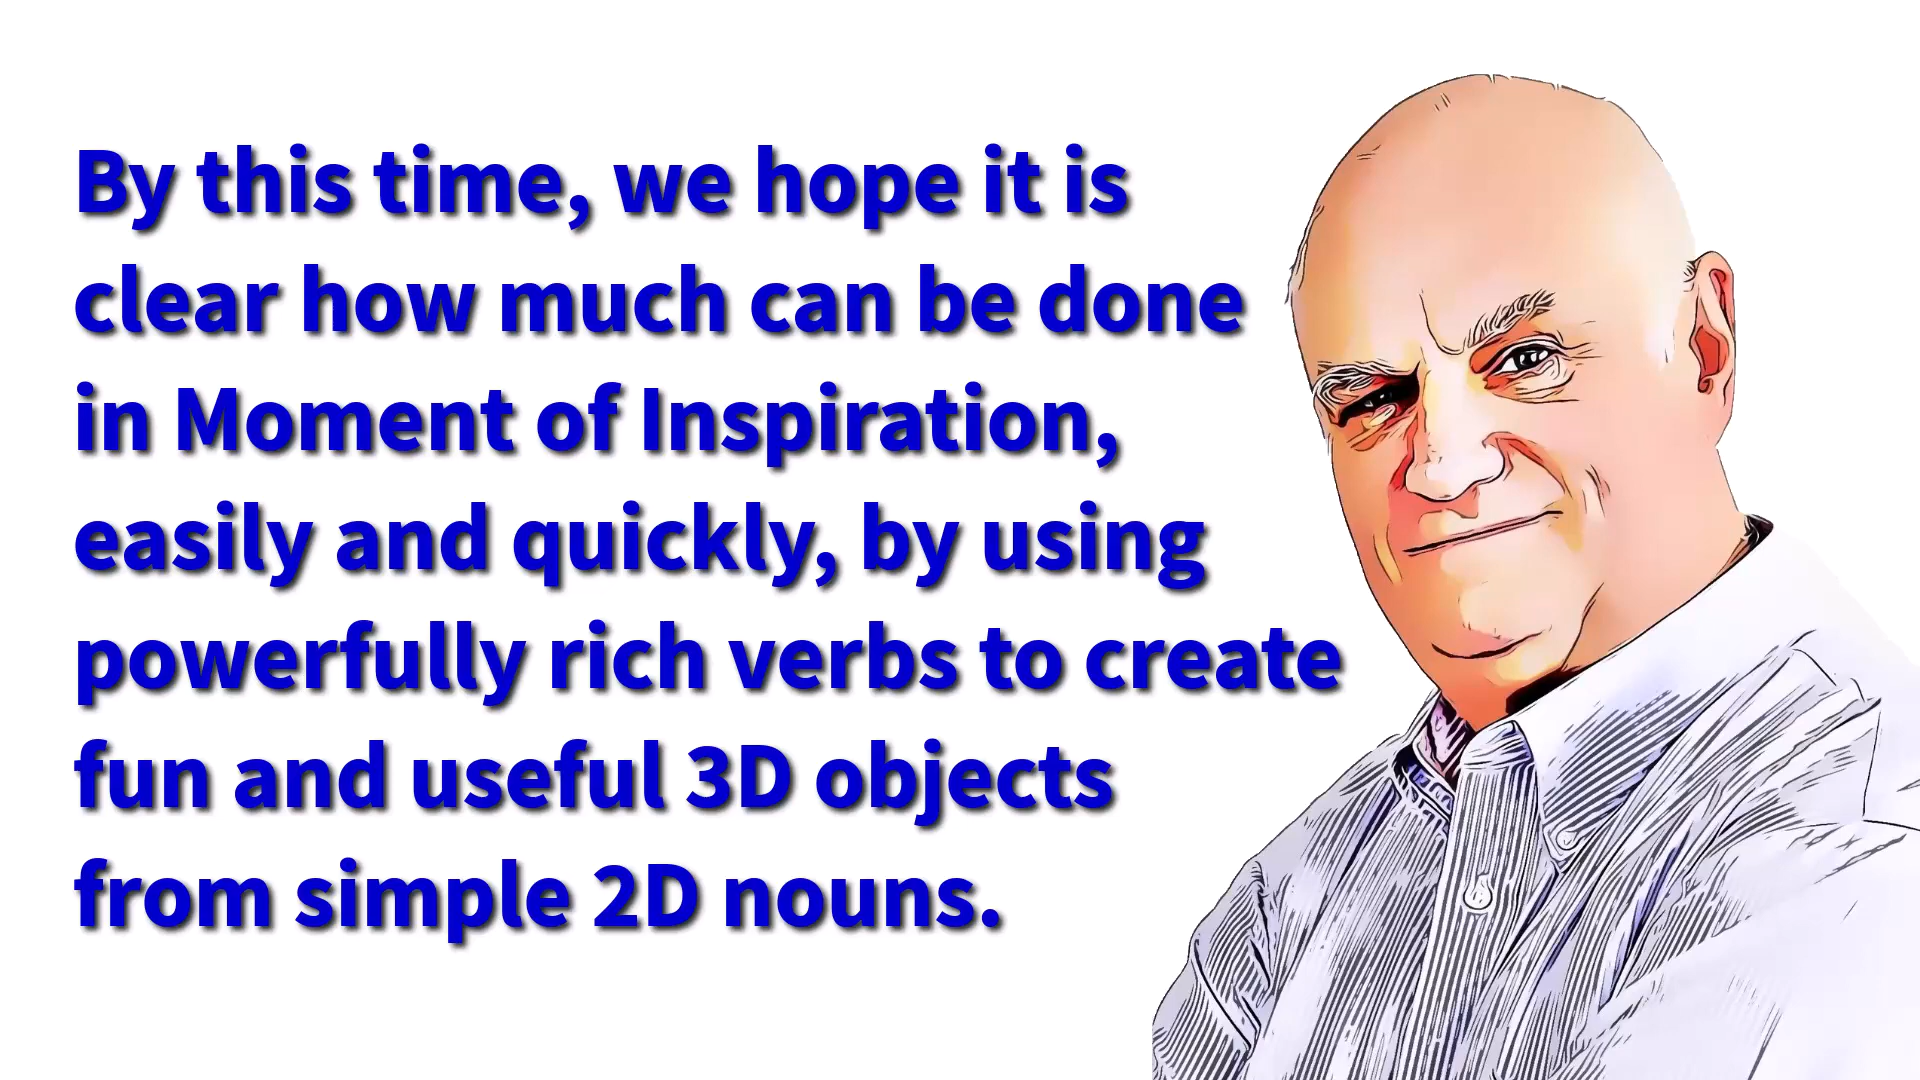 By this time, we hope it is
clear how much can be done
in Moment of Inspiration,
easily and quickly, by using
powerfully rich verbs to create
fun and useful 3D objects
from simple 2D nouns.